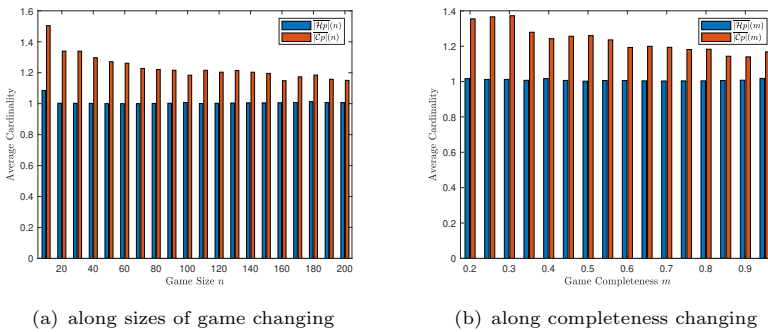 1.6
1.4
1.2
1
0.8
0.6
0.4
0.2
0
Average Cardinality
|Hp|(n)
|Cp|(n)
20 40 60 80 100 120 140 160 180 200
Game Size n
(a) along sizes of game changing
1.4
1.2
1
0.8
0.6
0.4
0.2
0
Average Cardinality
|Hp|(m)
|Cp|(m)
0.2 0.3 0.4 0.5 0.6 0.7 0.8 0.9
Game Completeness m
(b) along completeness changing